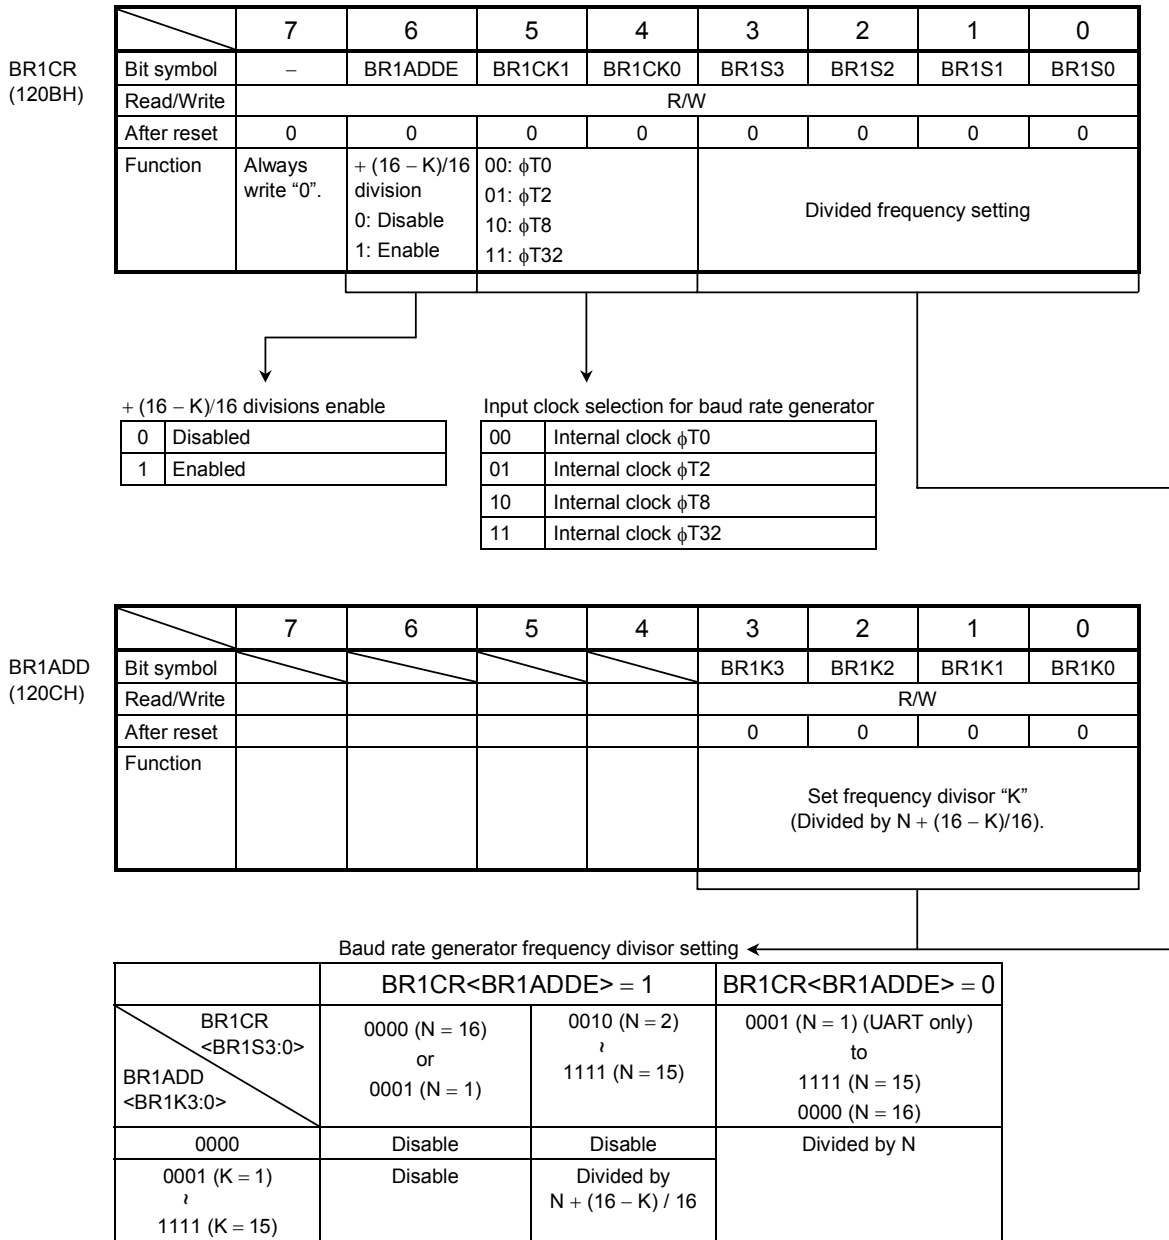 7 6 5 4 3 2 1 0
BR1CR
(120BH)
Bit symbol – BR1ADDE BR1CK1 BR1CK0 BR1S3 BR1S2 BR1S1 BR1S0
Read/Write R/W
After reset 0 0 0 0 0 0 0 0
Function
Always
write “0”.
+ (16 − K)/16
division
0: Disable
1: Enable
00: ϕT0
01: ϕT2
10: ϕT8
11: ϕT32
Divided frequency setting
+ (16 − K)/16 divisions enable
0 Disabled
1 Enabled
Input clock selection for baud rate generator
00 Internal clock ϕT0
01 Internal clock ϕT2
10 Internal clock ϕT8
11 Internal clock ϕT32
7 6 5 4 3 2 1 0
BR1ADD
(120CH)
Bit symbol BR1K3 BR1K2 BR1K1 BR1K0
Read/Write R/W
After reset 0 0 0 0
Function
Set frequency divisor “K”
(Divided by N + (16 − K)/16).
Baud rate generator frequency divisor setting
BR1CR<BR1ADDE> = 1 BR1CR<BR1ADDE> = 0
BR1CR
<BR1S3:0>
BR1ADD
<BR1K3:0>
0000 (N = 16)
or
0001 (N = 1)
0010 (N = 2)
≀
1111 (N = 15)
0001 (N = 1) (UART only)
to
1111 (N = 15)
0000 (N = 16)
0000 Disable Disable Divided by N
0001 (K = 1)
≀
1111 (K = 15)
Disable
Divided by
N + (16 − K) / 16